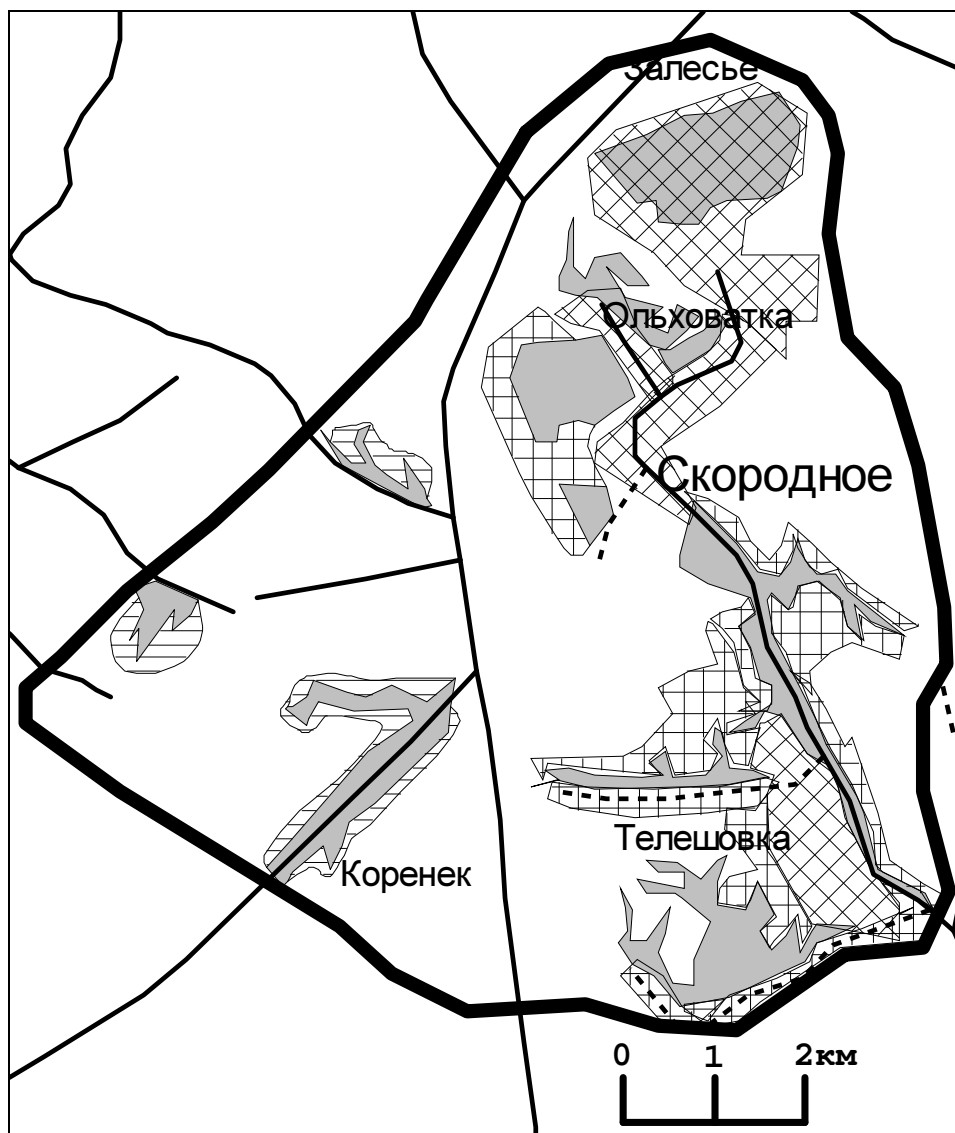 Залесье
Ольховатка
Скородное
Телешовка
Коренек
0 1 2км